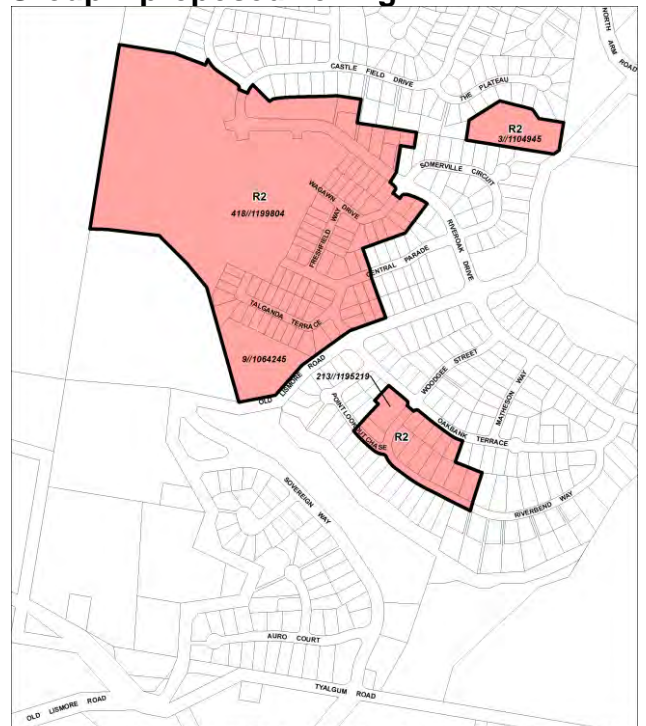 NORTH ARM ROAD
CASTLE FIELD DRIVE
THE PLATEAU
R2
3//1104945
SOMERVILLE CIRCUIT
R2
418//1199804
WAGAWN DRIVE
FRESHFIELD WAY
RIVEROAK DRIVE
CENTRAL PARADE
TALGANDA TERRACE
9//1064245
OLD LISMORE ROAD
213//1195219
WOODGEE STREET
MATHESON WAY
POINT LOOKOUT CHASE
R2
OAKBANK TERRACE
RIVERBEND WAY
SOVEREIGN WAY
AURO COURT
TYALGUM ROAD
OLD LISMORE ROAD